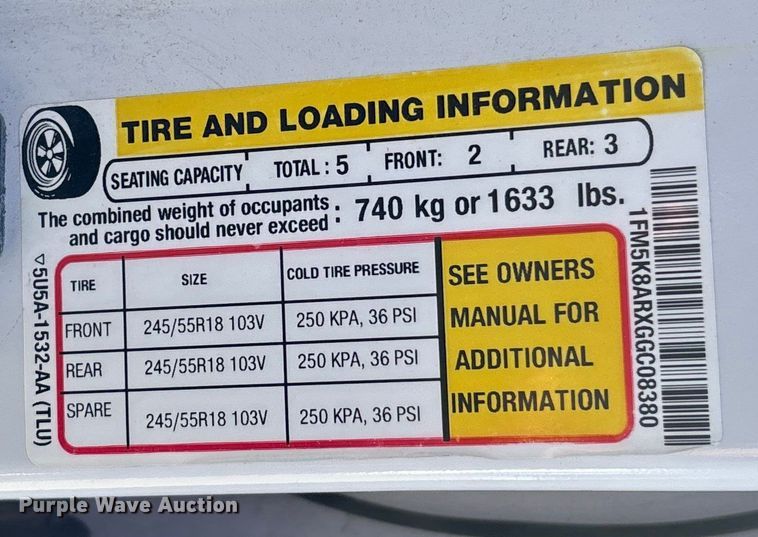 TIRE AND LOADING INFORMATION
SEATING CAPACITY TOTAL: 5 FRONT: 2 REAR: 3
The combined weight of occupants
and cargo should never exceed : 740 kg or 1633 lbs.
TIRE SIZE COLD TIRE PRESSURE
FRONT 245/55R18 103V 250 KPA, 36 PSI
REAR 245/55R18 103V 250 KPA, 36 PSI
SPARE 245/55R18 103V 250 KPA, 36 PSI
SEE OWNERS
MANUAL FOR
ADDITIONAL
INFORMATION
▽5U5A-1532-AA (TLU)
1FM5K8ARXGGC08380
Purple Wave Auction